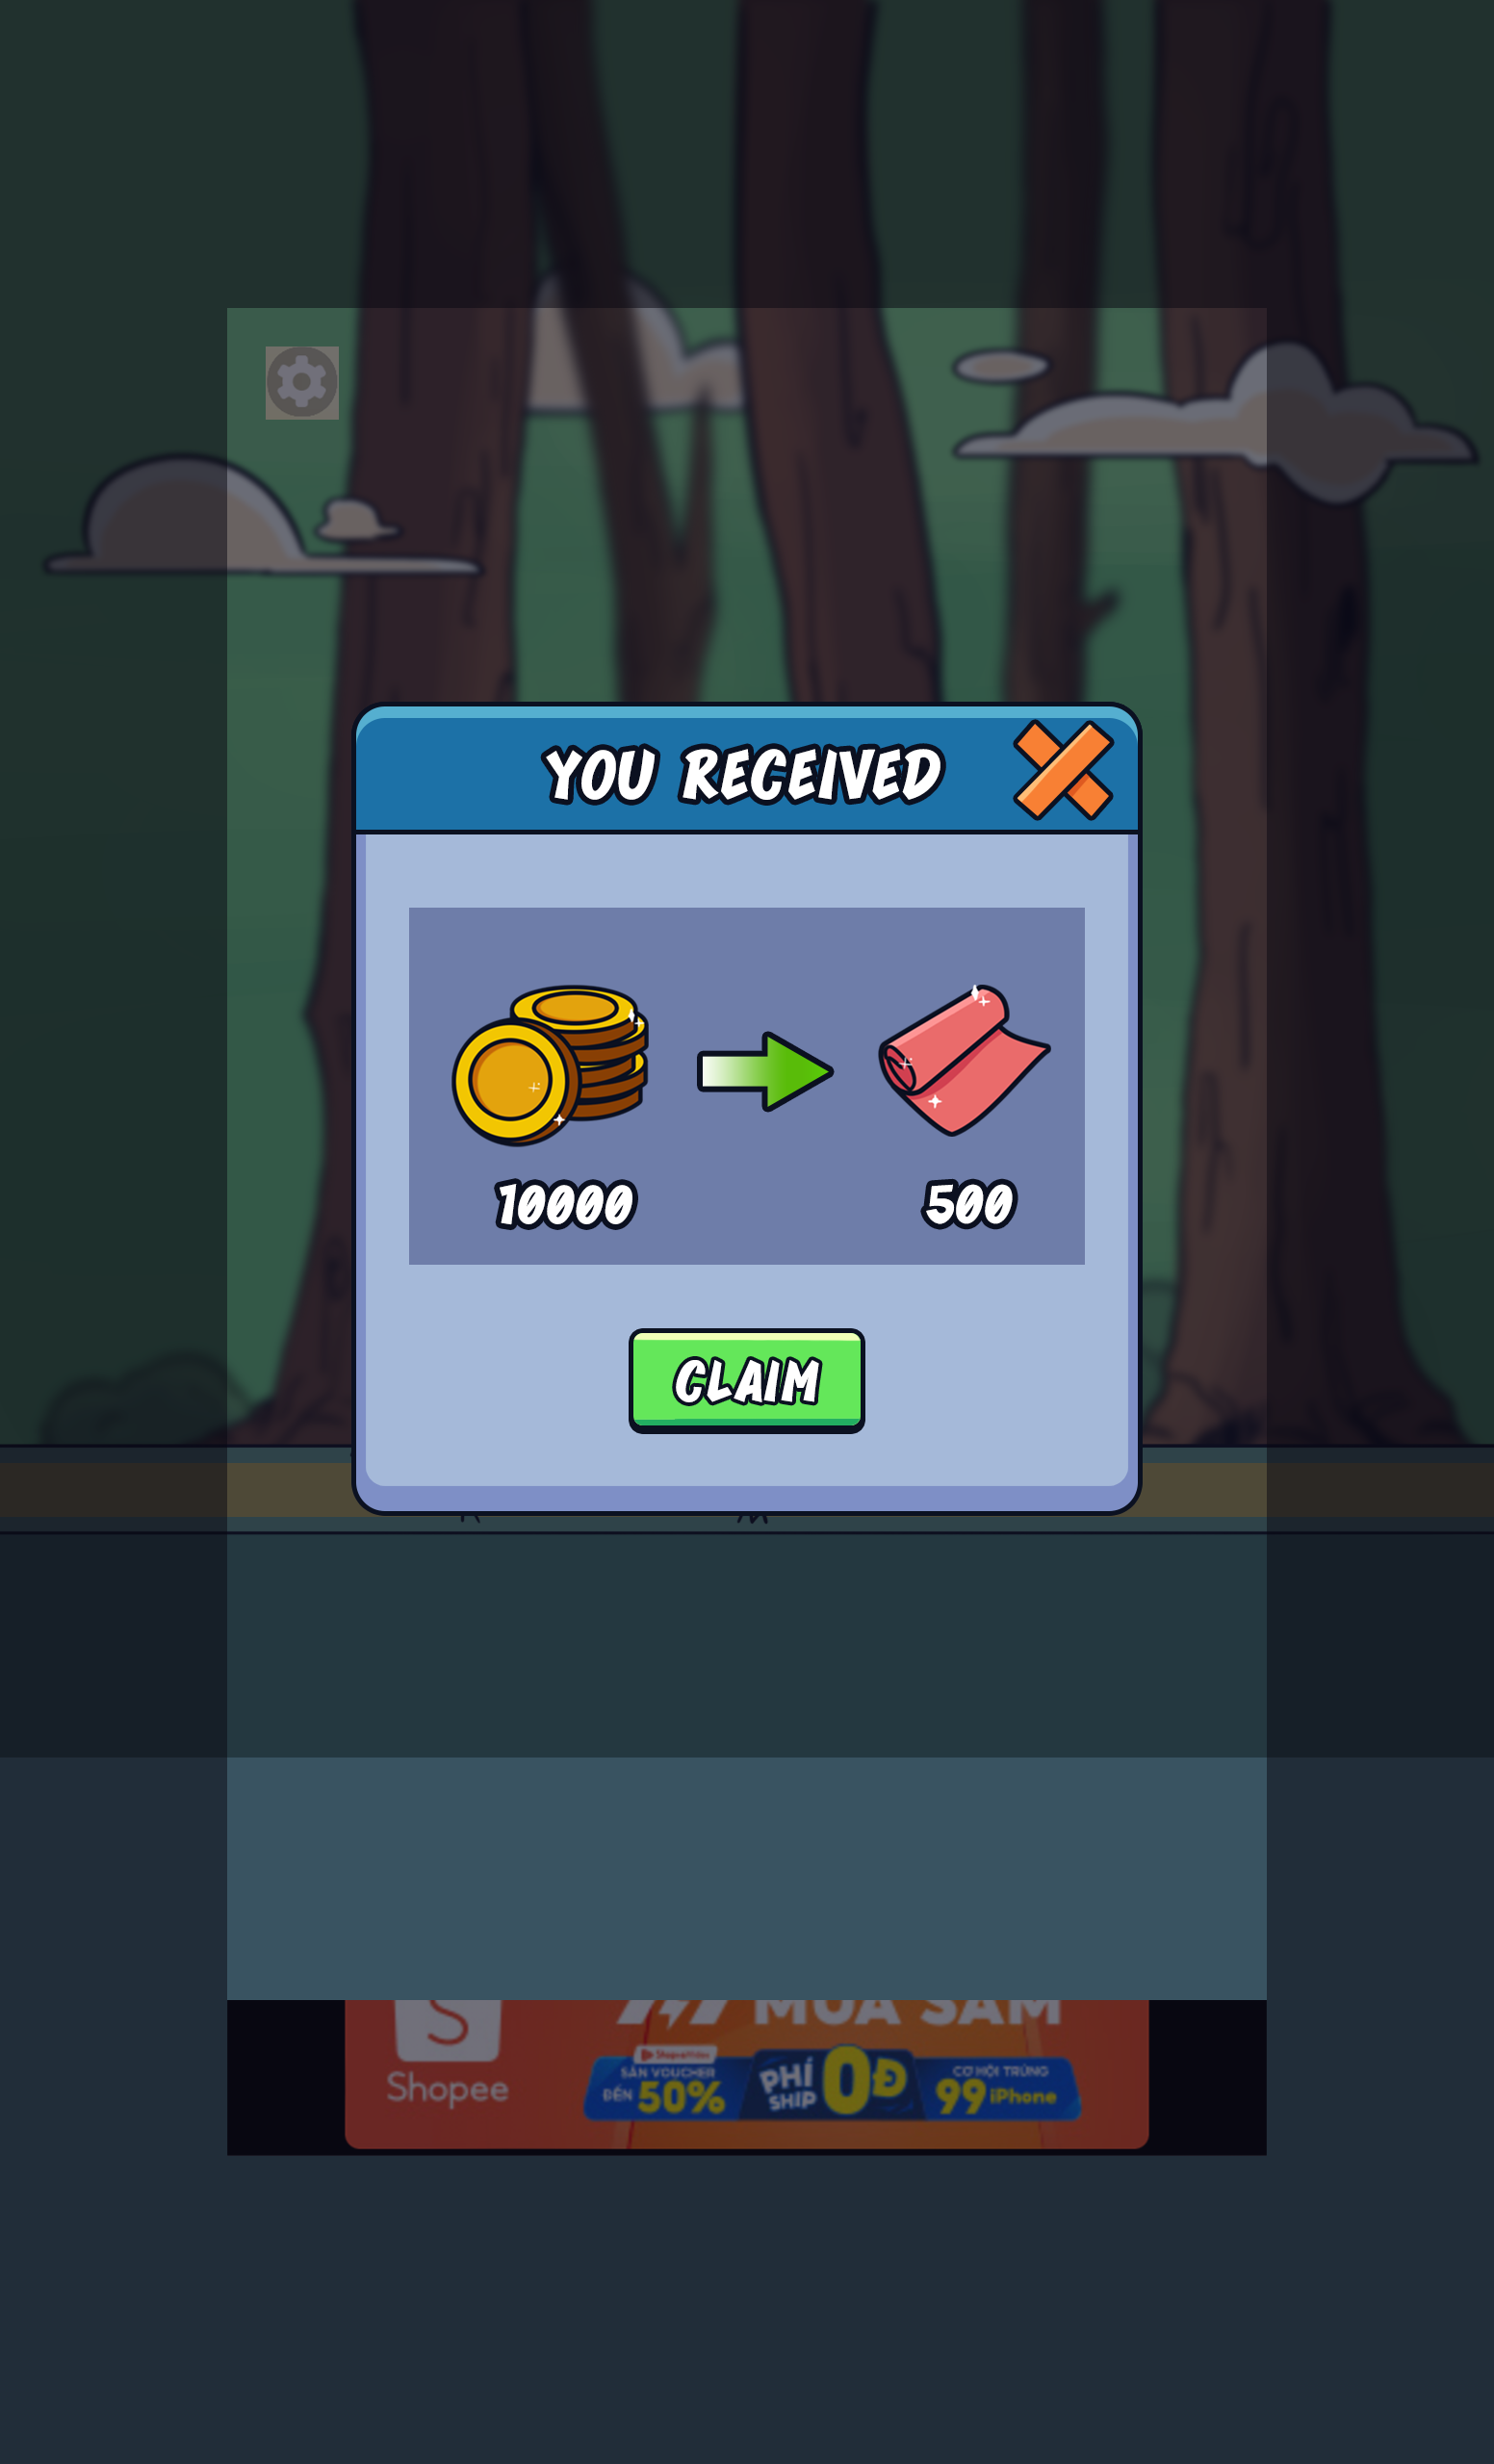 YOU RECEIVED
10000
500
CLAIM
MUA SẮM
Shopee
SĂN VOUCHER
ĐẾN 50%
PHÍ SHIP 0Đ
CƠ HỘI TRÚNG
99 iPhone